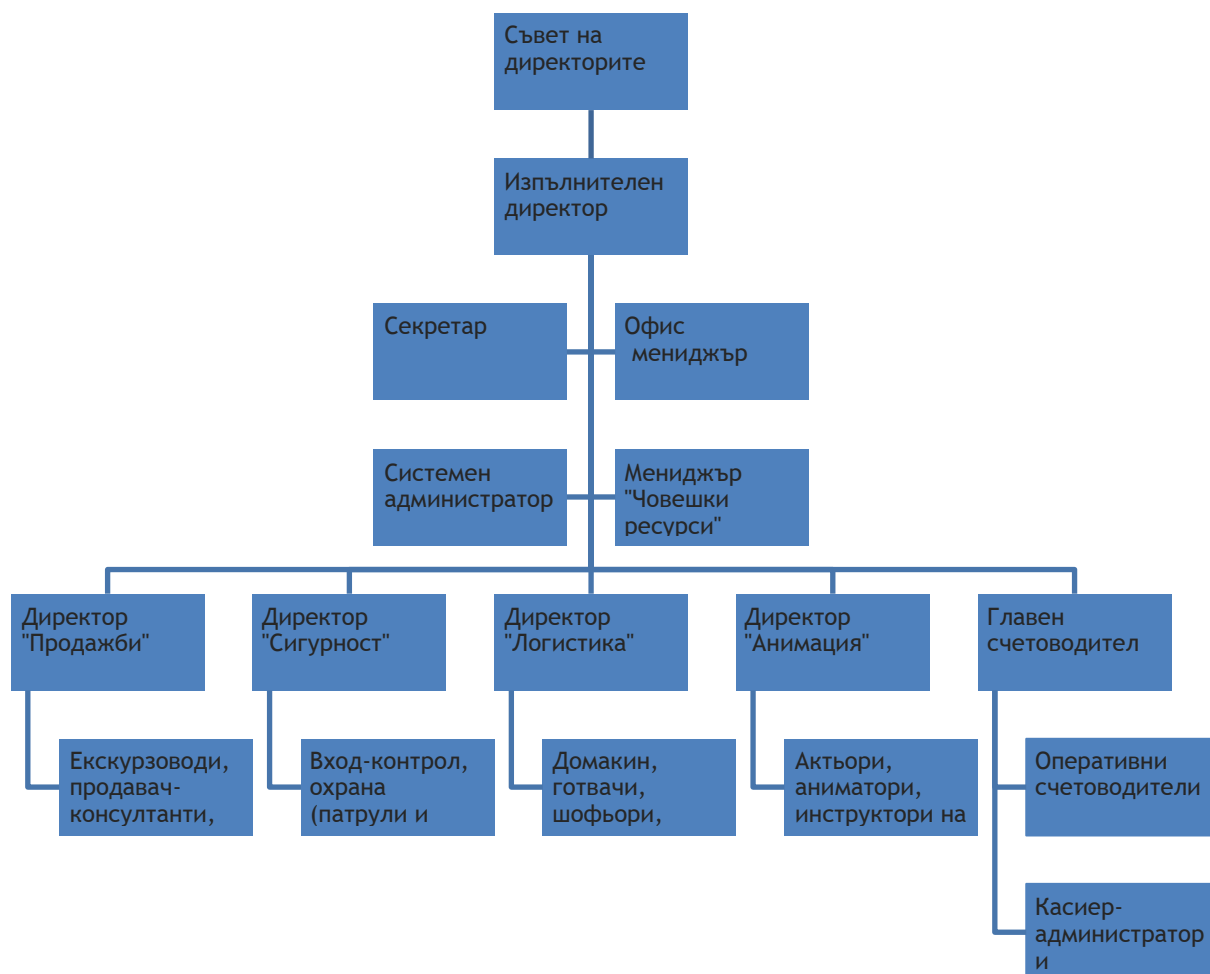 Съвет на
директорите
Изпълнителен
директор
Секретар
Офис
мениджър
Системен
администратор
Мениджър
"Човешки
ресурси"
Директор
"Продажби"
Директор
"Сигурност"
Директор
"Логистика"
Директор
"Анимация"
Главен
счетоводител
Екскурзоводи,
продавач-
консултанти,
Вход-контрол,
охрана
(патрули и
Домакин,
готвачи,
шофьори,
Актьори,
аниматори,
инструктори на
Оперативни
счетоводители
Касиер-
администратор
и